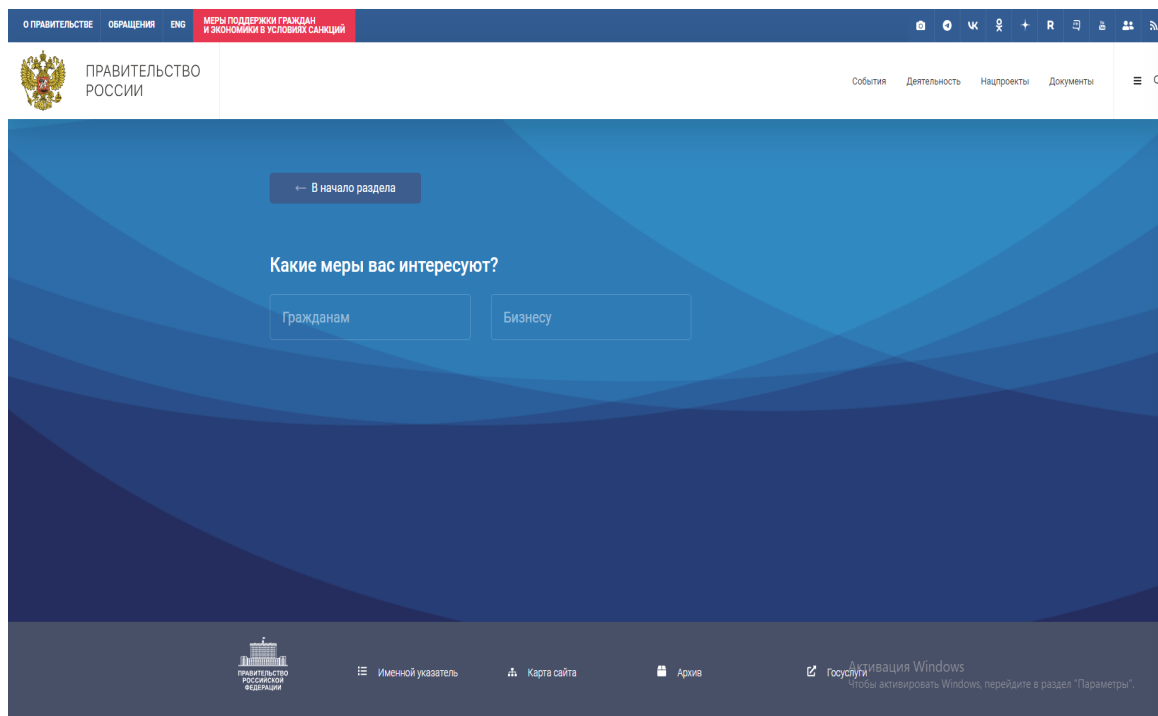 О ПРАВИТЕЛЬСТВЕ ОБРАЩЕНИЯ ENG МЕРЫ ПОДДЕРЖКИ ГРАЖДАН
И ЭКОНОМИКИ В УСЛОВИЯХ САНКЦИЙ
ПРАВИТЕЛЬСТВО
РОССИИ
События Деятельность Нацпроекты Документы
← В начало раздела
Какие меры вас интересуют?
Гражданам Бизнесу
ПРАВИТЕЛЬСТВО
РОССИЙСКОЙ
ФЕДЕРАЦИИ
Именной указатель Карта сайта Архив Госуслуги
Активация Windows
Чтобы активировать Windows, перейдите в раздел "Параметры".